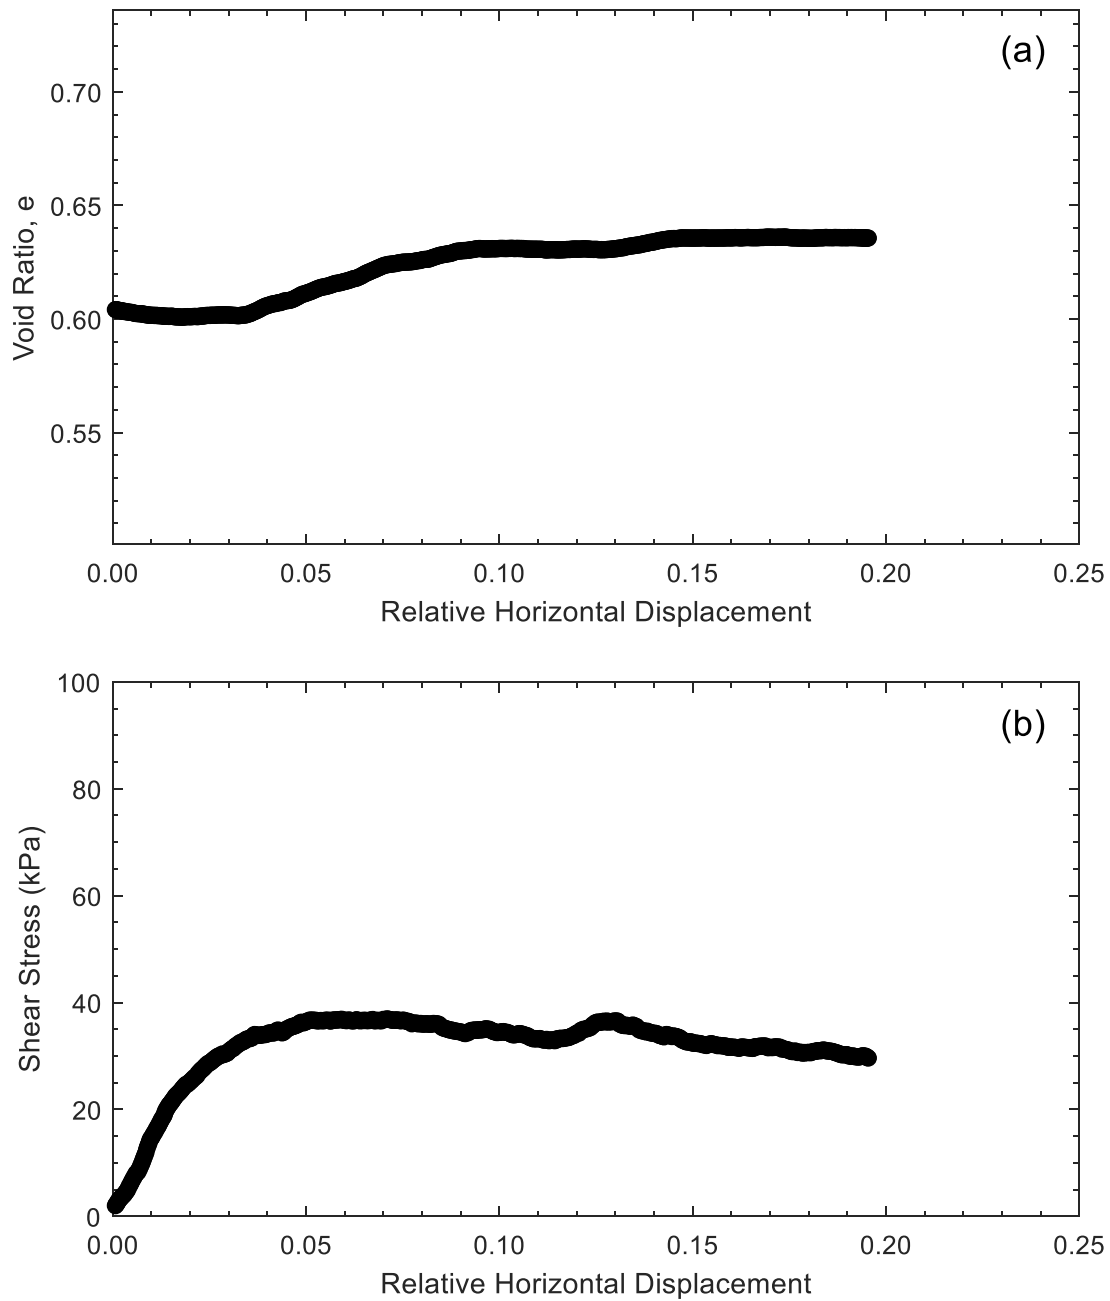 (a)
0.70
0.65
0.60
0.55
Void Ratio, e
0.00 0.05 0.10 0.15 0.20 0.25
Relative Horizontal Displacement
(b)
100
80
60
40
20
0
Shear Stress (kPa)
0.00 0.05 0.10 0.15 0.20 0.25
Relative Horizontal Displacement